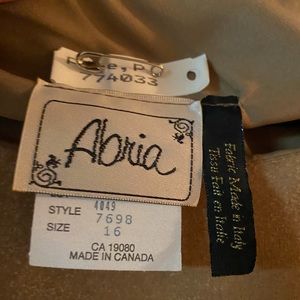 774033
Abria
4049
STYLE 7698
SIZE 16
CA 19080
MADE IN CANADA
Fabric Made in Italy
Tissu Fait en Italie